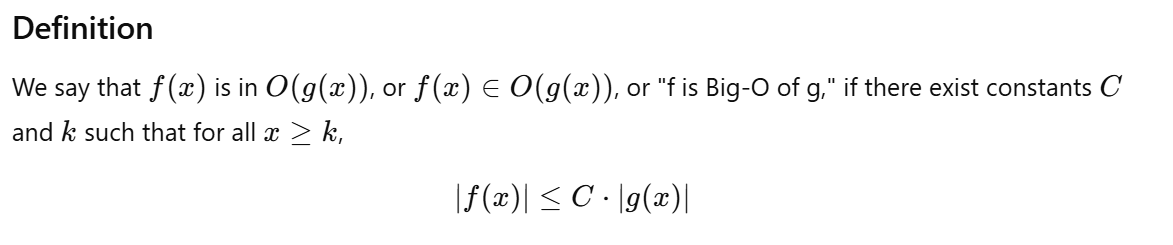 Definition
We say that f(x) is in O(g(x)), or f(x) ∈ O(g(x)), or "f is Big-O of g," if there exist constants C
and k such that for all x ≥ k,
|f(x)| ≤ C · |g(x)|